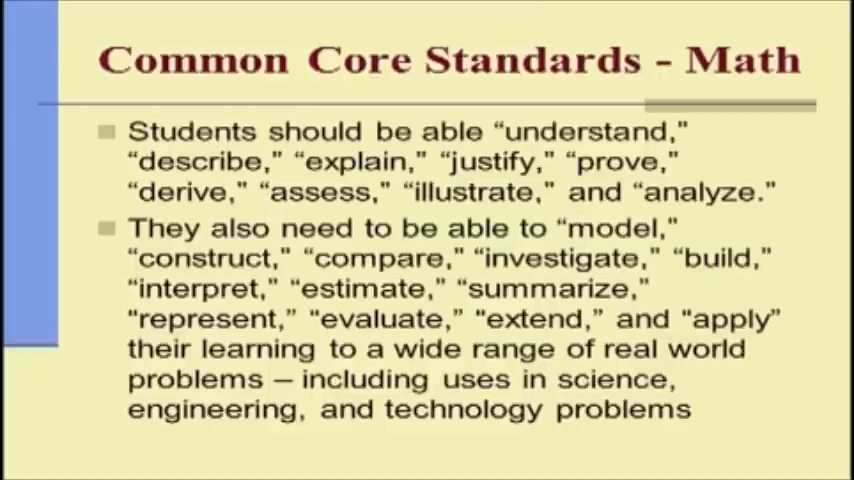 Common Core Standards - Math
Students should be able “understand,”
“describe,” “explain,” “justify,” “prove,”
“derive,” “assess,” “illustrate,” and “analyze.”
They also need to be able to “model,”
“construct,” “compare,” “investigate,” “build,”
“interpret,” “estimate,” “summarize,”
“represent,” “evaluate,” “extend,” and “apply”
their learning to a wide range of real world
problems – including uses in science,
engineering, and technology problems